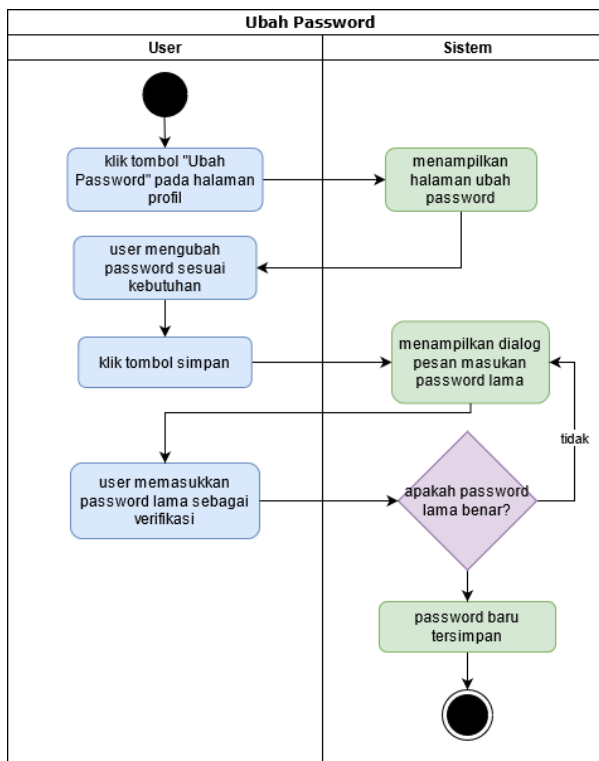 Ubah Password
User
Sistem
klik tombol "Ubah
Password" pada halaman
profil
menampilkan
halaman ubah
password
user mengubah
password sesuai
kebutuhan
klik tombol simpan
menampilkan dialog
pesan masukan
password lama
tidak
user memasukkan
password lama sebagai
verifikasi
apakah password
lama benar?
password baru
tersimpan